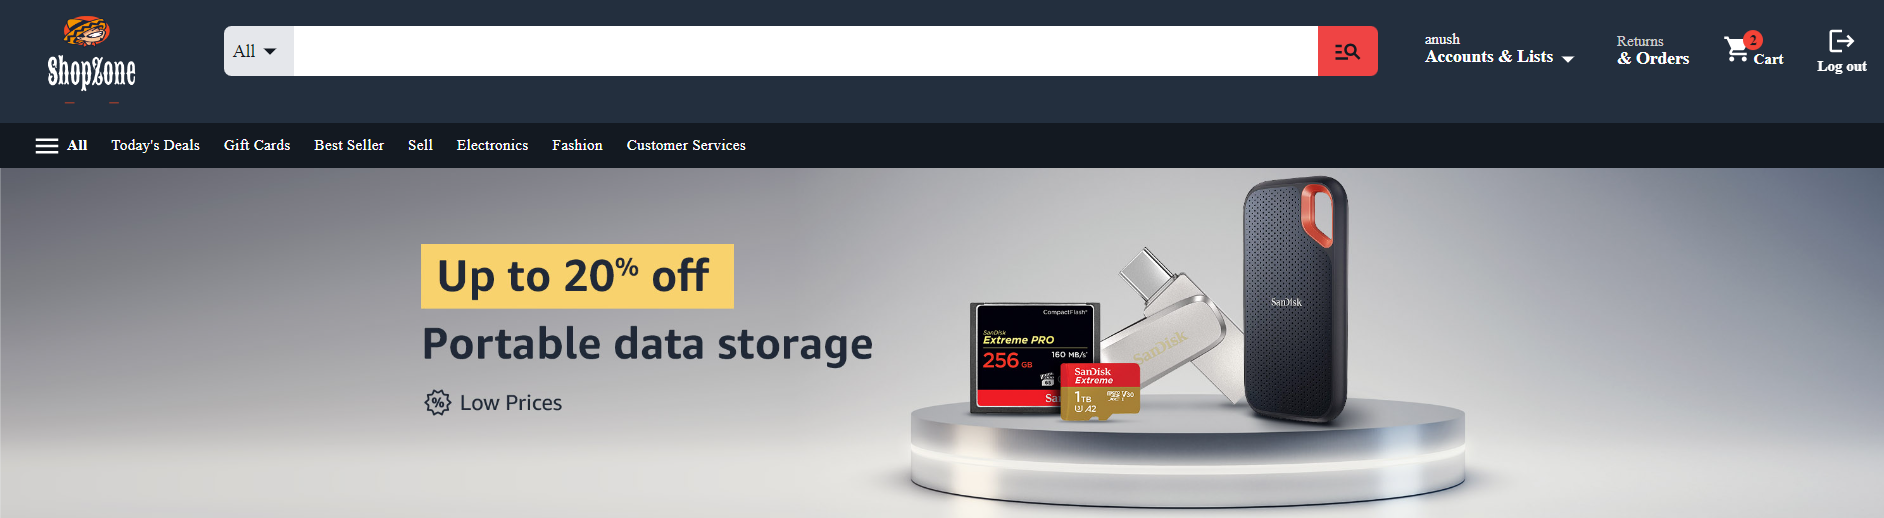 ShopZone
All
anush
Accounts & Lists
Returns
& Orders
2
Cart
Log out
All Today's Deals Gift Cards Best Seller Sell Electronics Fashion Customer Services
Up to 20% off
Portable data storage
% Low Prices
CompactFlash®
SanDisk
Extreme PRO
256 GB
160 MB/s
SanDisk
Extreme
1TB
V30
A2
SanDisk
SanDisk